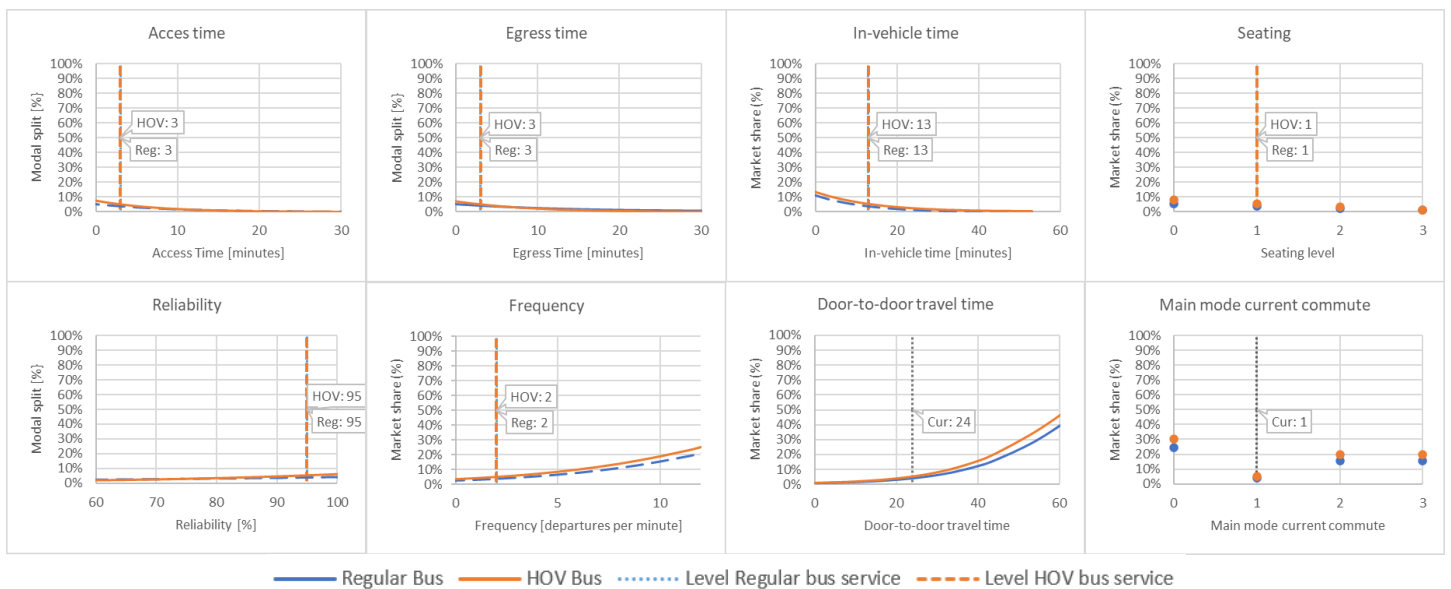 Acces time
Modal split [%}
100%
90%
80%
70%
60%
50%
40%
30%
20%
10%
0%
HOV: 3
Reg: 3
0 10 20 30
Access Time [minutes]
Egress time
Modal split [%}
100%
90%
80%
70%
60%
50%
40%
30%
20%
10%
0%
HOV: 3
Reg: 3
0 10 20 30
Egress Time [minutes]
In-vehicle time
Market share (%)
100%
90%
80%
70%
60%
50%
40%
30%
20%
10%
0%
HOV: 13
Reg: 13
0 20 40 60
In-vehicle time [minutes]
Seating
Market share (%)
100%
90%
80%
70%
60%
50%
40%
30%
20%
10%
0%
HOV: 1
Reg: 1
0 1 2 3
Seating level
Reliability
Modal split [%}
100%
90%
80%
70%
60%
50%
40%
30%
20%
10%
0%
HOV: 95
Reg: 95
60 70 80 90 100
Reliability [%]
Frequency
Market share (%)
100%
90%
80%
70%
60%
50%
40%
30%
20%
10%
0%
HOV: 2
Reg: 2
0 5 10
Frequency [departures per minute]
Door-to-door travel time
Market share (%)
100%
90%
80%
70%
60%
50%
40%
30%
20%
10%
0%
Cur: 24
0 20 40 60
Door-to-door travel time
Main mode current commute
Market share (%)
100%
90%
80%
70%
60%
50%
40%
30%
20%
10%
0%
Cur: 1
0 1 2 3
Main mode current commute
Regular Bus HOV Bus Level Regular bus service Level HOV bus service